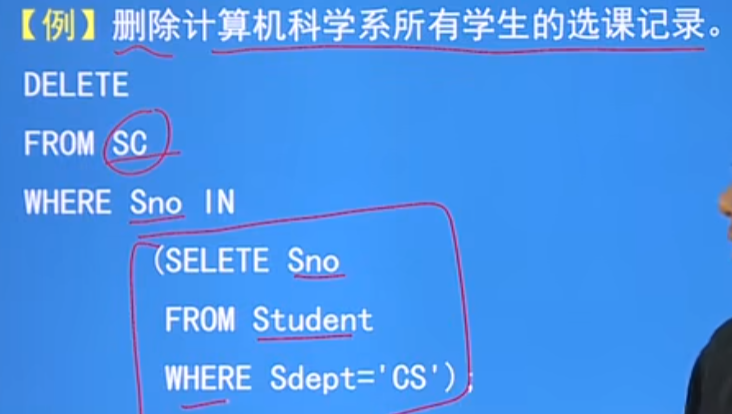 【例】删除计算机科学系所有学生的选课记录。
DELETE
FROM SC
WHERE Sno IN
(SELETE Sno
FROM Student
WHERE Sdept='CS');